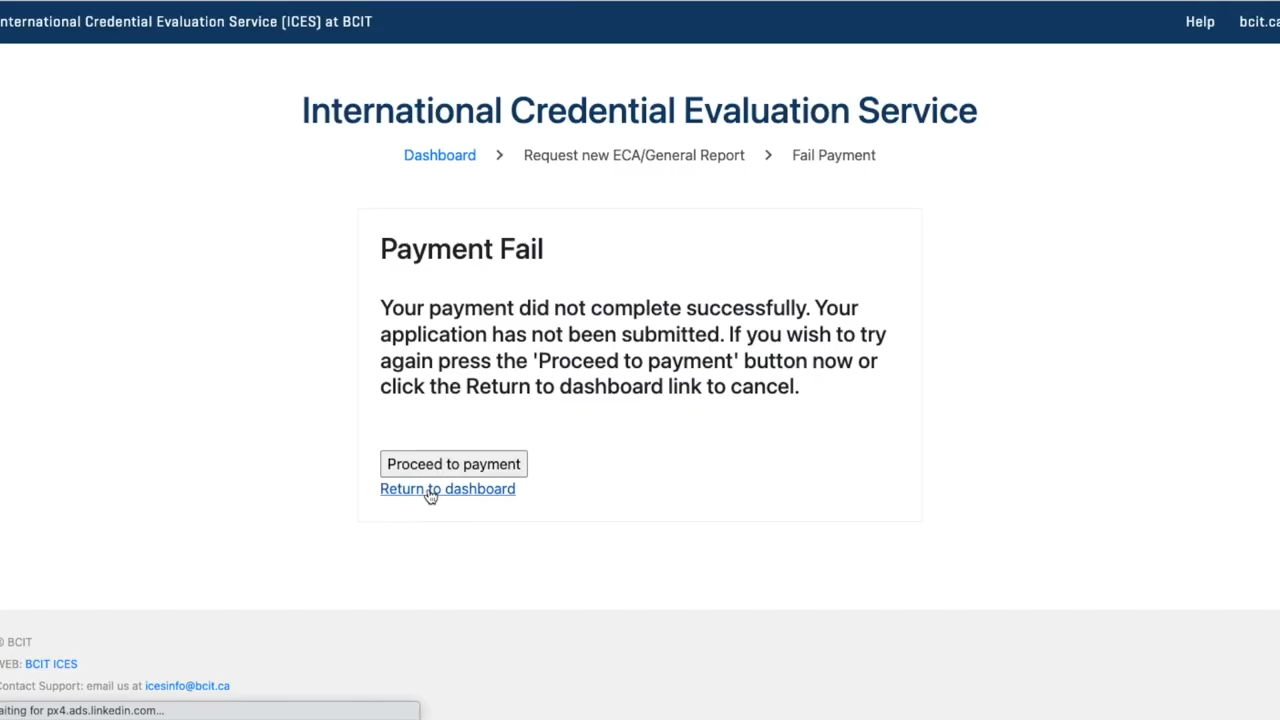 nternational Credential Evaluation Service (ICES) at BCIT
Help bcit.ca
International Credential Evaluation Service
Dashboard > Request new ECA/General Report > Fail Payment
Payment Fail
Your payment did not complete successfully. Your
application has not been submitted. If you wish to try
again press the 'Proceed to payment' button now or
click the Return to dashboard link to cancel.
Proceed to payment
Return to dashboard
© BCIT
WEB: BCIT ICES
Contact Support: email us at icesinfo@bcit.ca
aiting for px4.ads.linkedin.com...